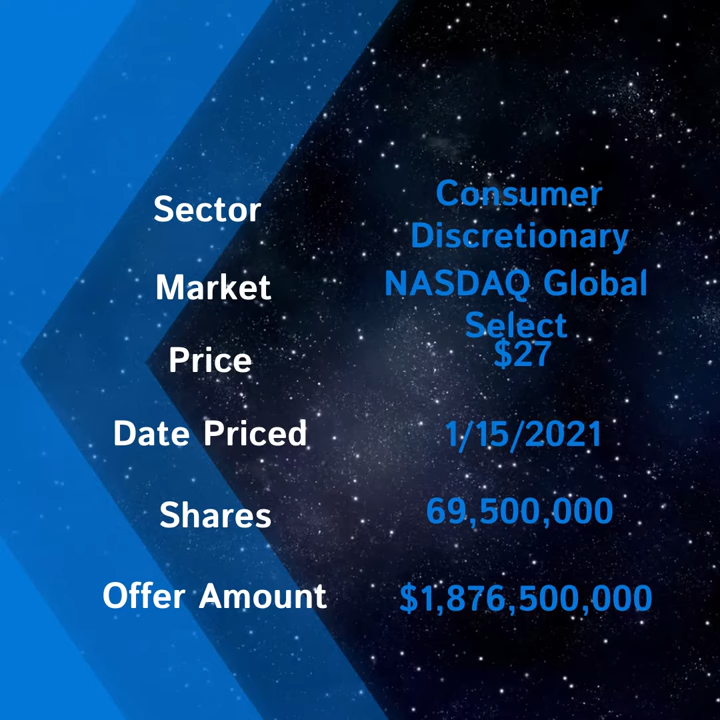 Sector
Consumer
Discretionary
Market
NASDAQ Global
Select
Price
$27
Date Priced
1/15/2021
Shares
69,500,000
Offer Amount
$1,876,500,000